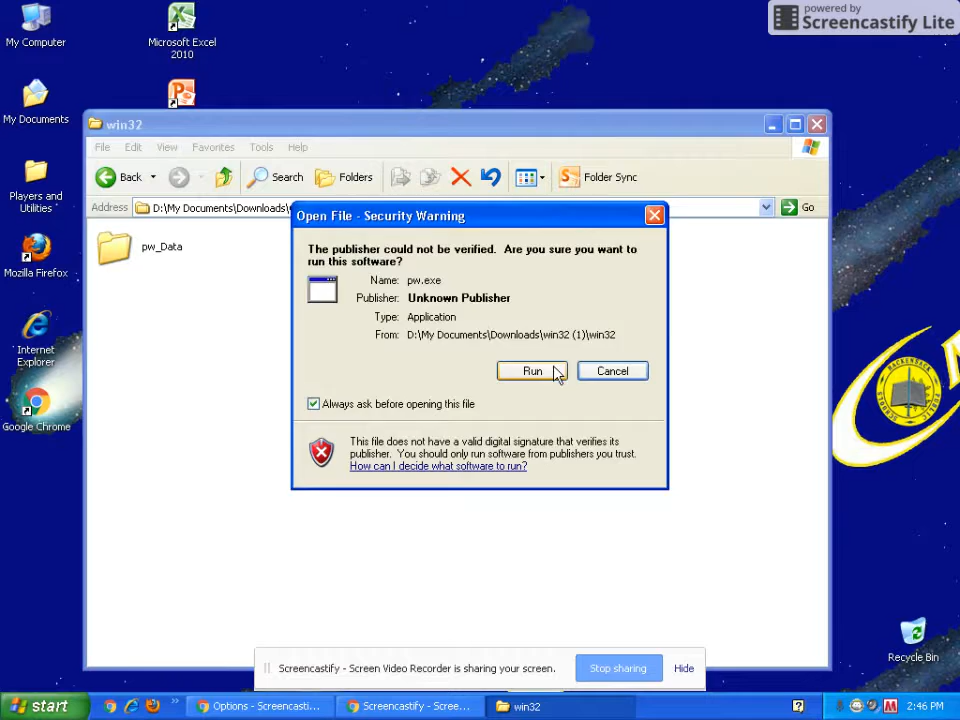 powered by
Screencastify Lite
My Computer
Microsoft Excel
2010
My Documents
Players and
Utilities
Mozilla Firefox
Internet
Explorer
Google Chrome
win32
File Edit View Favorites Tools Help
Back Search Folders Folder Sync
Address D:\My Documents\Downloads\ Go
pw_Data
Open File - Security Warning
The publisher could not be verified. Are you sure you want to
run this software?
Name: pw.exe
Publisher: Unknown Publisher
Type: Application
From: D:\My Documents\Downloads\win32 (1)\win32
Run Cancel
Always ask before opening this file
This file does not have a valid digital signature that verifies its
publisher. You should only run software from publishers you trust.
How can I decide what software to run?
Recycle Bin
Screencastify - Screen Video Recorder is sharing your screen. Stop sharing Hide
start Options - Screencasti... Screencastify - Scree... win32 2:46 PM